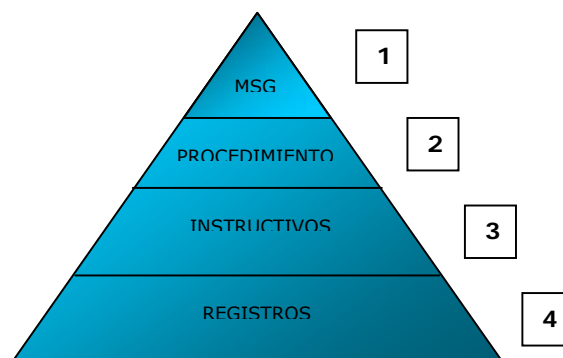 1
MSG
2
PROCEDIMIENTO
3
INSTRUCTIVOS
4
REGISTROS